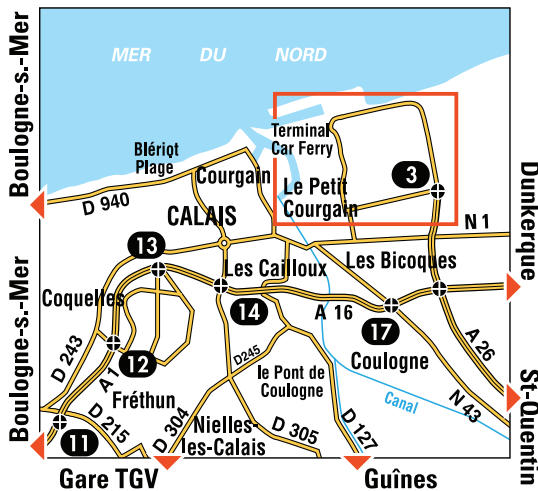 MER DU NORD
Boulogne-s.-Mer
Terminal
Car Ferry
Blériot
Plage
Courgain
3
Le Petit
Courgain
Dunkerque
D 940
CALAIS
N 1
13
Les Cailloux
Les Bicoques
Coquelles
14
A 16
17
Boulogne-s.-Mer
D 243
A 1
12
D245
Coulogne
A 26
le Pont de
Coulogne
Fréthun
Canal
St-Quentin
11
D 215
D 304
Nielles-
les-Calais
D 305
D 127
N 43
Gare TGV
Guînes